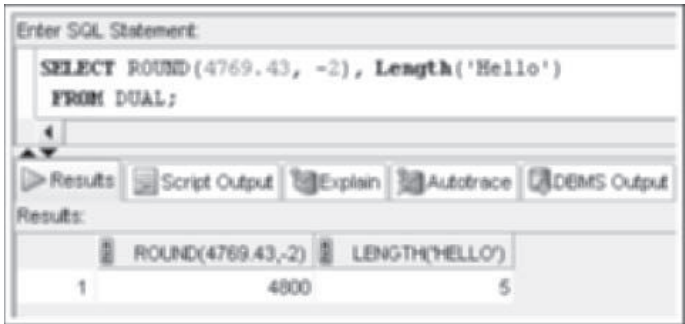 Enter SQL Statement:
SELECT ROUND(4769.43, -2), Length('Hello')
FROM DUAL;
Results Script Output Explain Autotrace DBMS Output
Results:
ROUND(4769.43,-2) LENGTH('HELLO')
1 4800 5